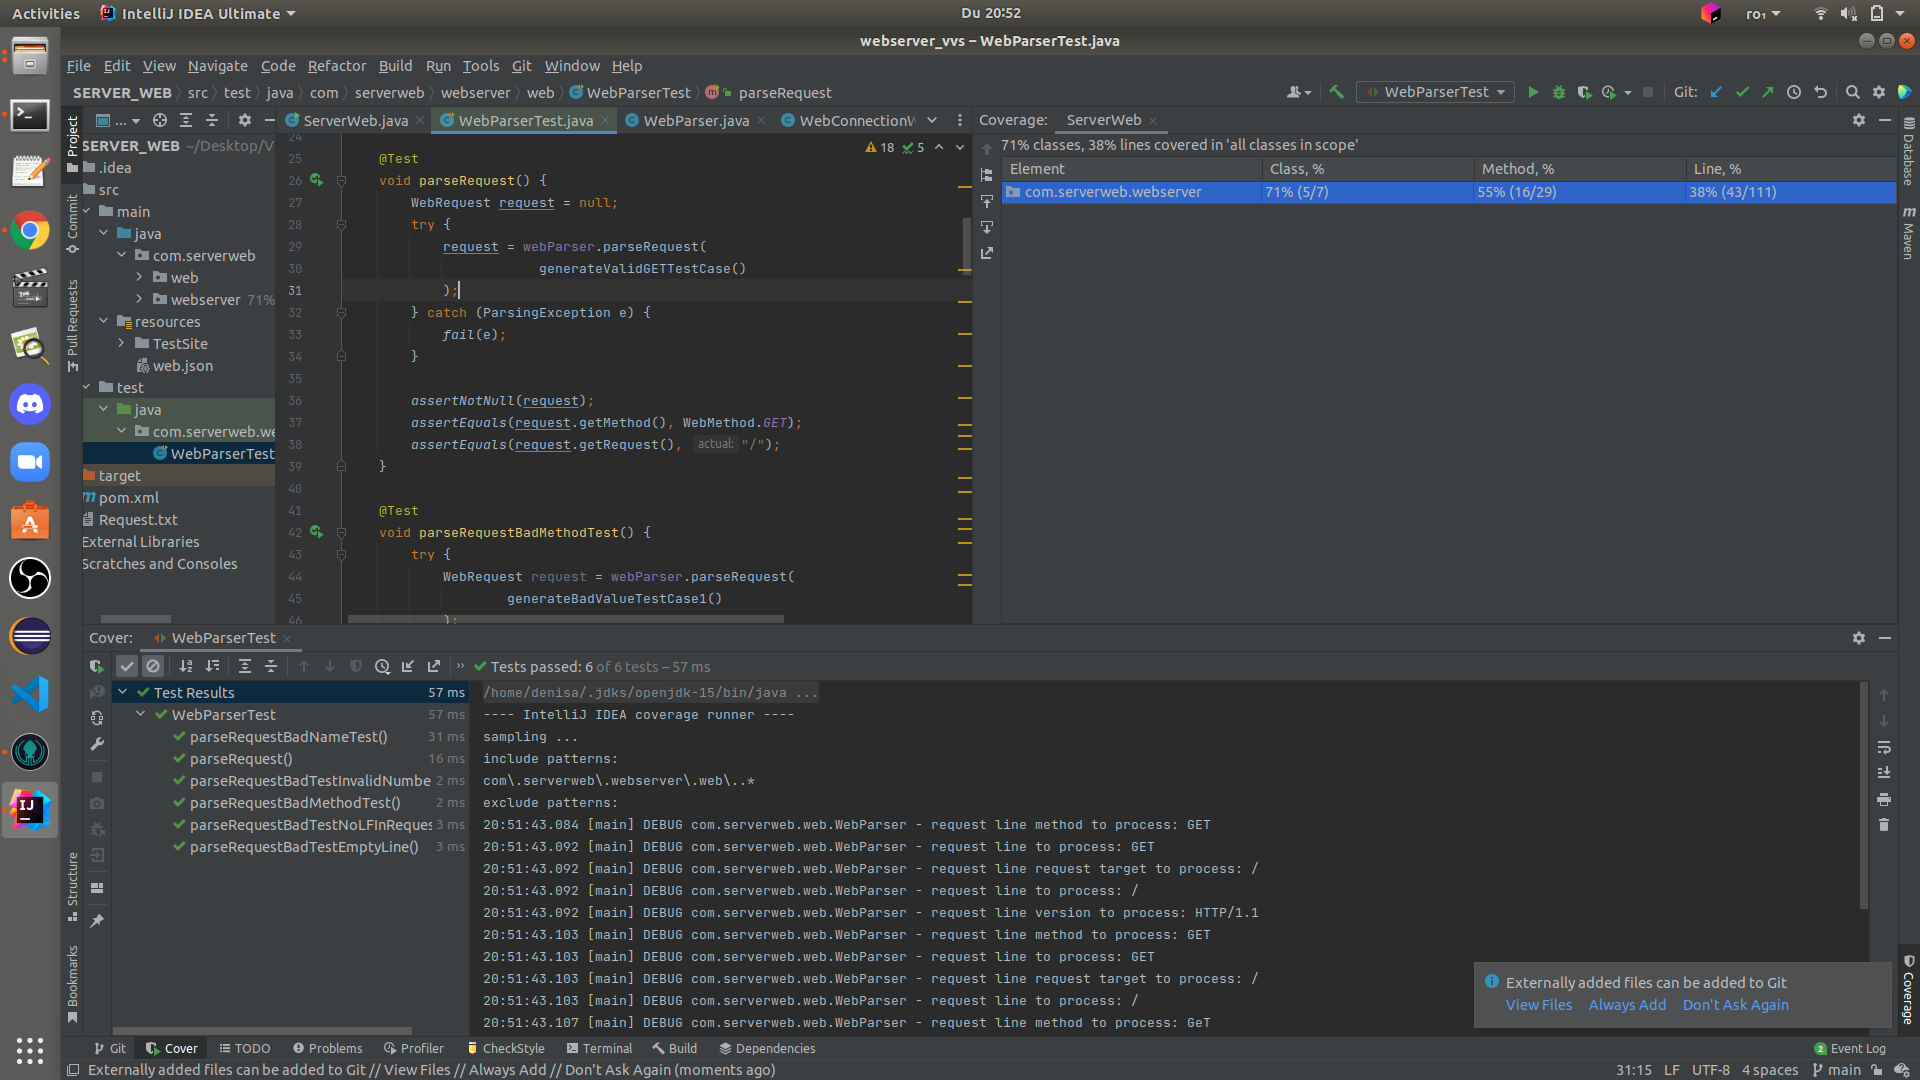 Activities IntelliJ IDEA Ultimate Du 20:52 ro₁
webserver_vvs – WebParserTest.java
File Edit View Navigate Code Refactor Build Run Tools Git Window Help
SERVER_WEB src test java com serverweb webserver web WebParserTest parseRequest WebParserTest Git:
Project
... 
SERVER_WEB ~/Desktop/V
.idea
src
main
java
com.serverweb
web
webserver 71%
resources
TestSite
web.json
test
java
com.serverweb.we
WebParserTest
target
pom.xml
Request.txt
External Libraries
Scratches and Consoles
Commit
Pull Requests
Structure
Bookmarks
ServerWeb.java WebParserTest.java WebParser.java WebConnectionW
18 5
24
25 @Test
26 void parseRequest() {
27 WebRequest request = null;
28 try {
29 request = webParser.parseRequest(
30 generateValidGETTestCase()
31 );
32 } catch (ParsingException e) {
33 fail(e);
34 }
35
36 assertNotNull(request);
37 assertEquals(request.getMethod(), WebMethod.GET);
38 assertEquals(request.getRequest(), actual: "/");
39 }
40
41 @Test
42 void parseRequestBadMethodTest() {
43 try {
44 WebRequest request = webParser.parseRequest(
45 generateBadValueTestCase1()
46 );
Coverage: ServerWeb
71% classes, 38% lines covered in 'all classes in scope'
Element Class, % Method, % Line, %
com.serverweb.webserver 71% (5/7) 55% (16/29) 38% (43/111)
Database
Maven
Coverage
Cover: WebParserTest
Tests passed: 6 of 6 tests – 57 ms
Test Results 57 ms
WebParserTest 57 ms
parseRequestBadNameTest() 31 ms
parseRequest() 16 ms
parseRequestBadTestInvalidNumbe 2 ms
parseRequestBadMethodTest() 2 ms
parseRequestBadTestNoLFInReques 3 ms
parseRequestBadTestEmptyLine() 3 ms
/home/denisa/.jdks/openjdk-15/bin/java ...
---- IntelliJ IDEA coverage runner ----
sampling ...
include patterns:
com\.serverweb\.webserver\.web\..*
exclude patterns:
20:51:43.084 [main] DEBUG com.serverweb.web.WebParser - request line method to process: GET
20:51:43.092 [main] DEBUG com.serverweb.web.WebParser - request line to process: GET
20:51:43.092 [main] DEBUG com.serverweb.web.WebParser - request line request target to process: /
20:51:43.092 [main] DEBUG com.serverweb.web.WebParser - request line to process: /
20:51:43.092 [main] DEBUG com.serverweb.web.WebParser - request line version to process: HTTP/1.1
20:51:43.103 [main] DEBUG com.serverweb.web.WebParser - request line method to process: GET
20:51:43.103 [main] DEBUG com.serverweb.web.WebParser - request line to process: GET
20:51:43.103 [main] DEBUG com.serverweb.web.WebParser - request line request target to process: /
20:51:43.103 [main] DEBUG com.serverweb.web.WebParser - request line to process: /
20:51:43.107 [main] DEBUG com.serverweb.web.WebParser - request line method to process: GeT
Externally added files can be added to Git
View Files Always Add Don't Ask Again
Git Cover TODO Problems Profiler CheckStyle Terminal Build Dependencies 2 Event Log
Externally added files can be added to Git // View Files // Always Add // Don't Ask Again (moments ago) 31:15 LF UTF-8 4 spaces main